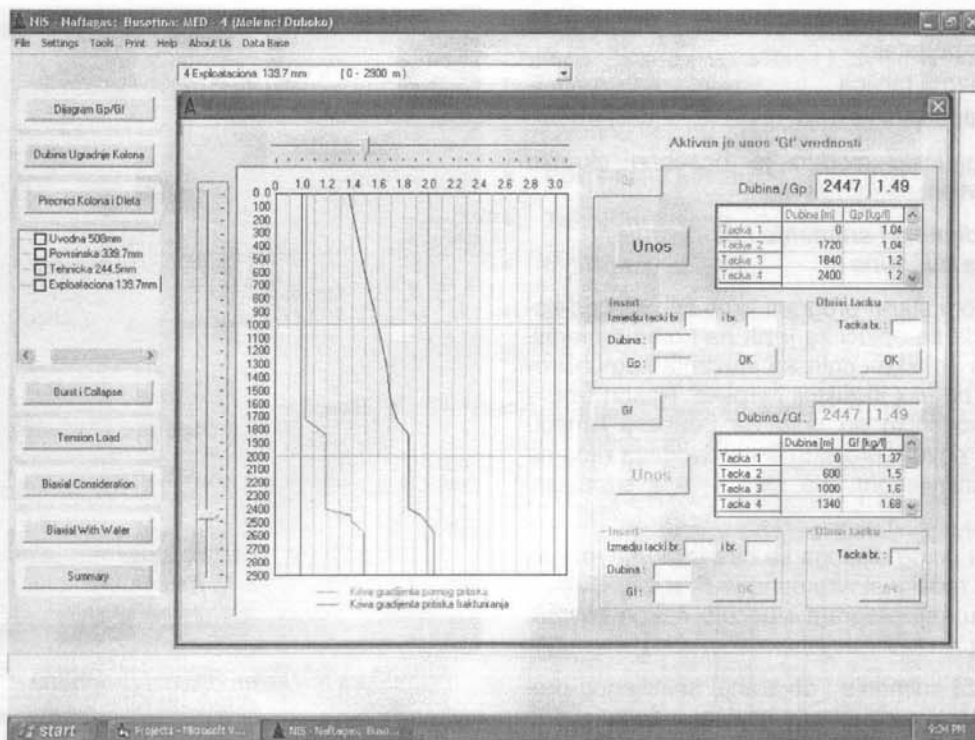 NIS - Naftagas; Busotina: MED - 4 (Melenci Duboko)
File Settings Tools Print Help About Us Data Base
4 Exploataciona 139.7 mm [ 0 - 2900 m ]
Dijagram Gp/Gf
Dubina Ugradnje Kolona
Precnici Kolona i Dleta
Uvodna 508mm
Povrsinska 339.7mm
Tehnicka 244.5mm
Exploataciona 139.7mm
Burst i Collapse
Tension Load
Biaxial Consideration
Biaxial With Water
Summary
0 1.0 1.2 1.4 1.6 1.8 2.0 2.2 2.4 2.6 2.8 3.0
0.0
100
200
300
400
500
600
700
800
900
1000
1100
1200
1300
1400
1500
1600
1700
1800
1900
2000
2100
2200
2300
2400
2500
2600
2700
2800
2900
Kriva gradijenta pornog pritiska
Kriva gradijenta pritiska frakturiranja
Aktivan je unos 'Gf' vrednosti
Gp
Dubina / Gp: 2447 1.49
Unos
Dubina [m] Gp [kg/l]
Tacka 1 0 1.04
Tacka 2 1720 1.04
Tacka 3 1840 1.2
Tacka 4 2400 1.2
Insert
Izmedju tacki br. i br.
Dubina :
Gp :
OK
Obrisi tacku
Tacka br. :
OK
Gf
Dubina / Gf: 2447 1.49
Unos
Dubina [m] Gf [kg/l]
Tacka 1 0 1.37
Tacka 2 600 1.5
Tacka 3 1000 1.6
Tacka 4 1340 1.68
Insert
Izmedju tacki br. i br.
Dubina :
Gf :
OK
Obrisi tacku
Tacka br. :
OK
start
Project1 - Microsoft V...
NIS - Naftagas; Buso...
9:24 PM